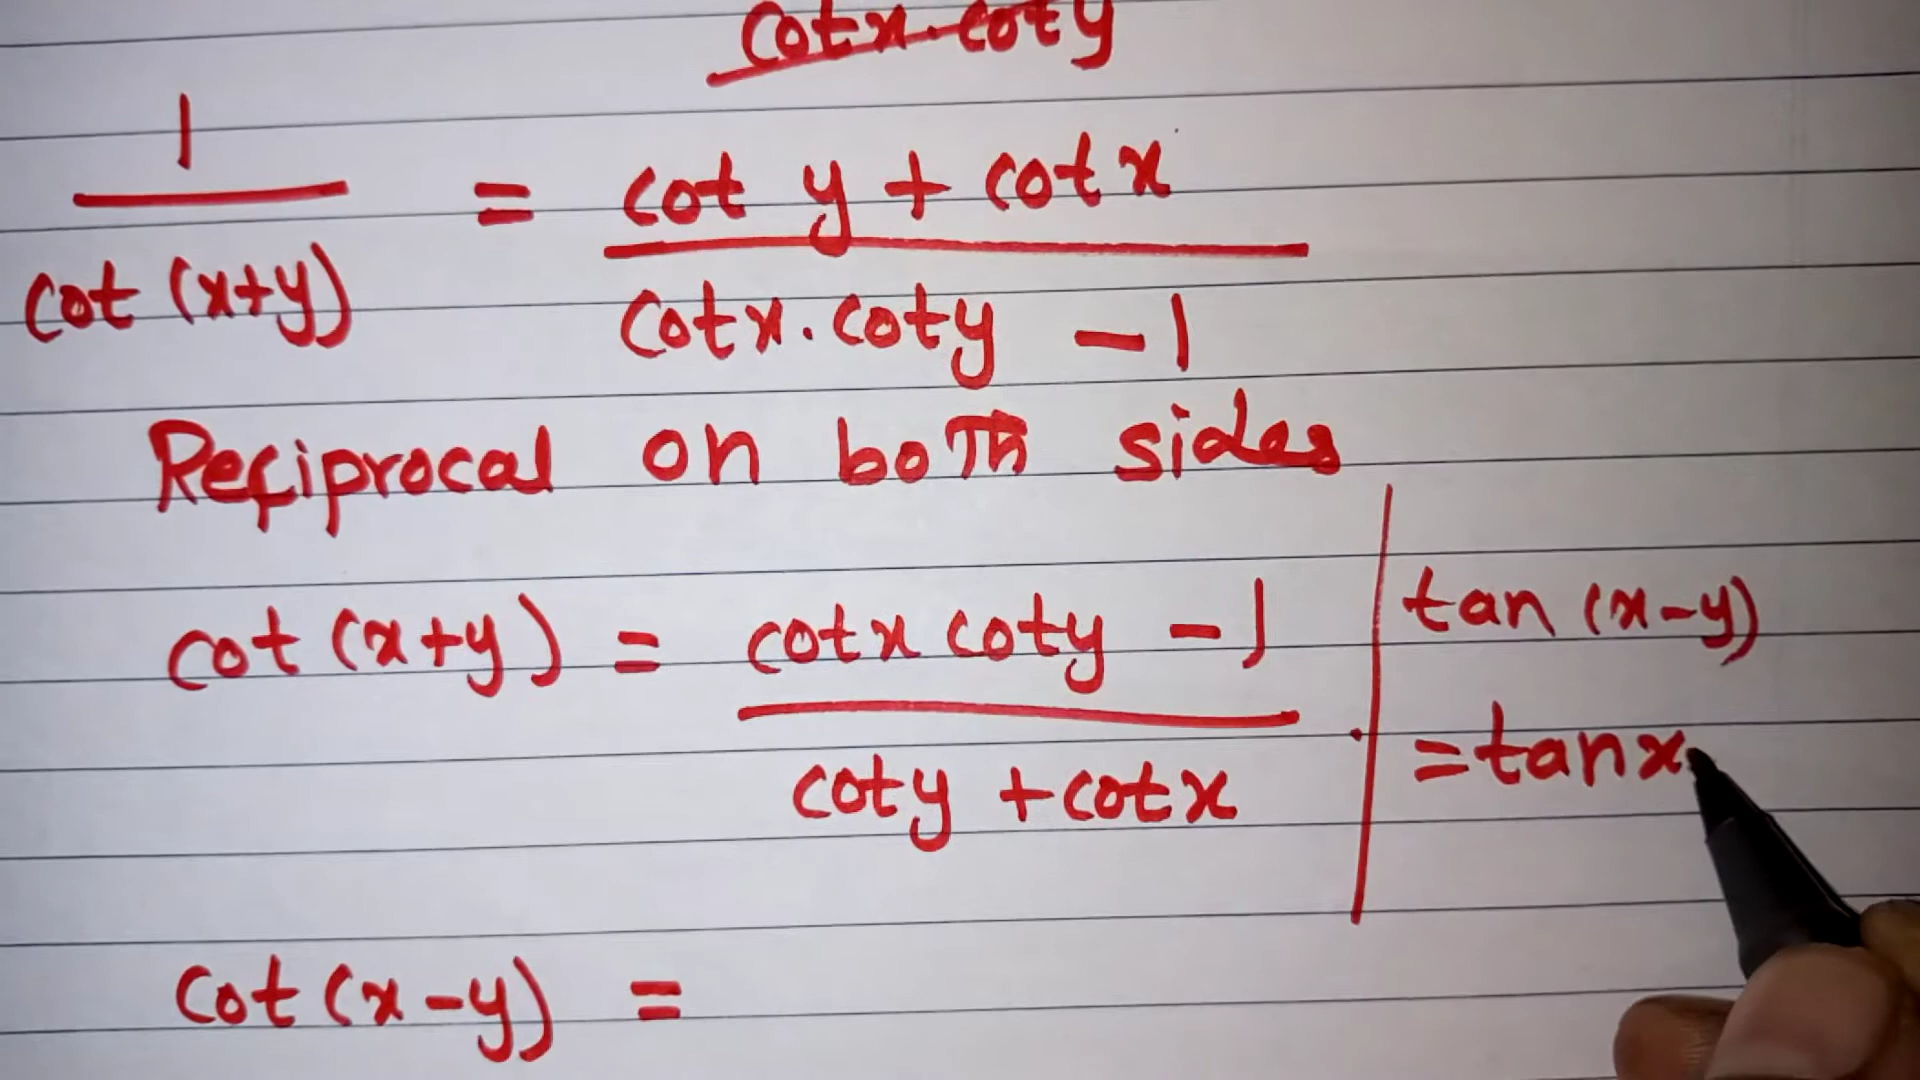 cotx.coty
1
cot (x+y) = cot y + cot x
cotx.coty - 1
Reciprocal on both sides
cot (x+y) = cotx coty - 1
coty + cotx
tan (x-y)
= tanx
cot (x-y) =